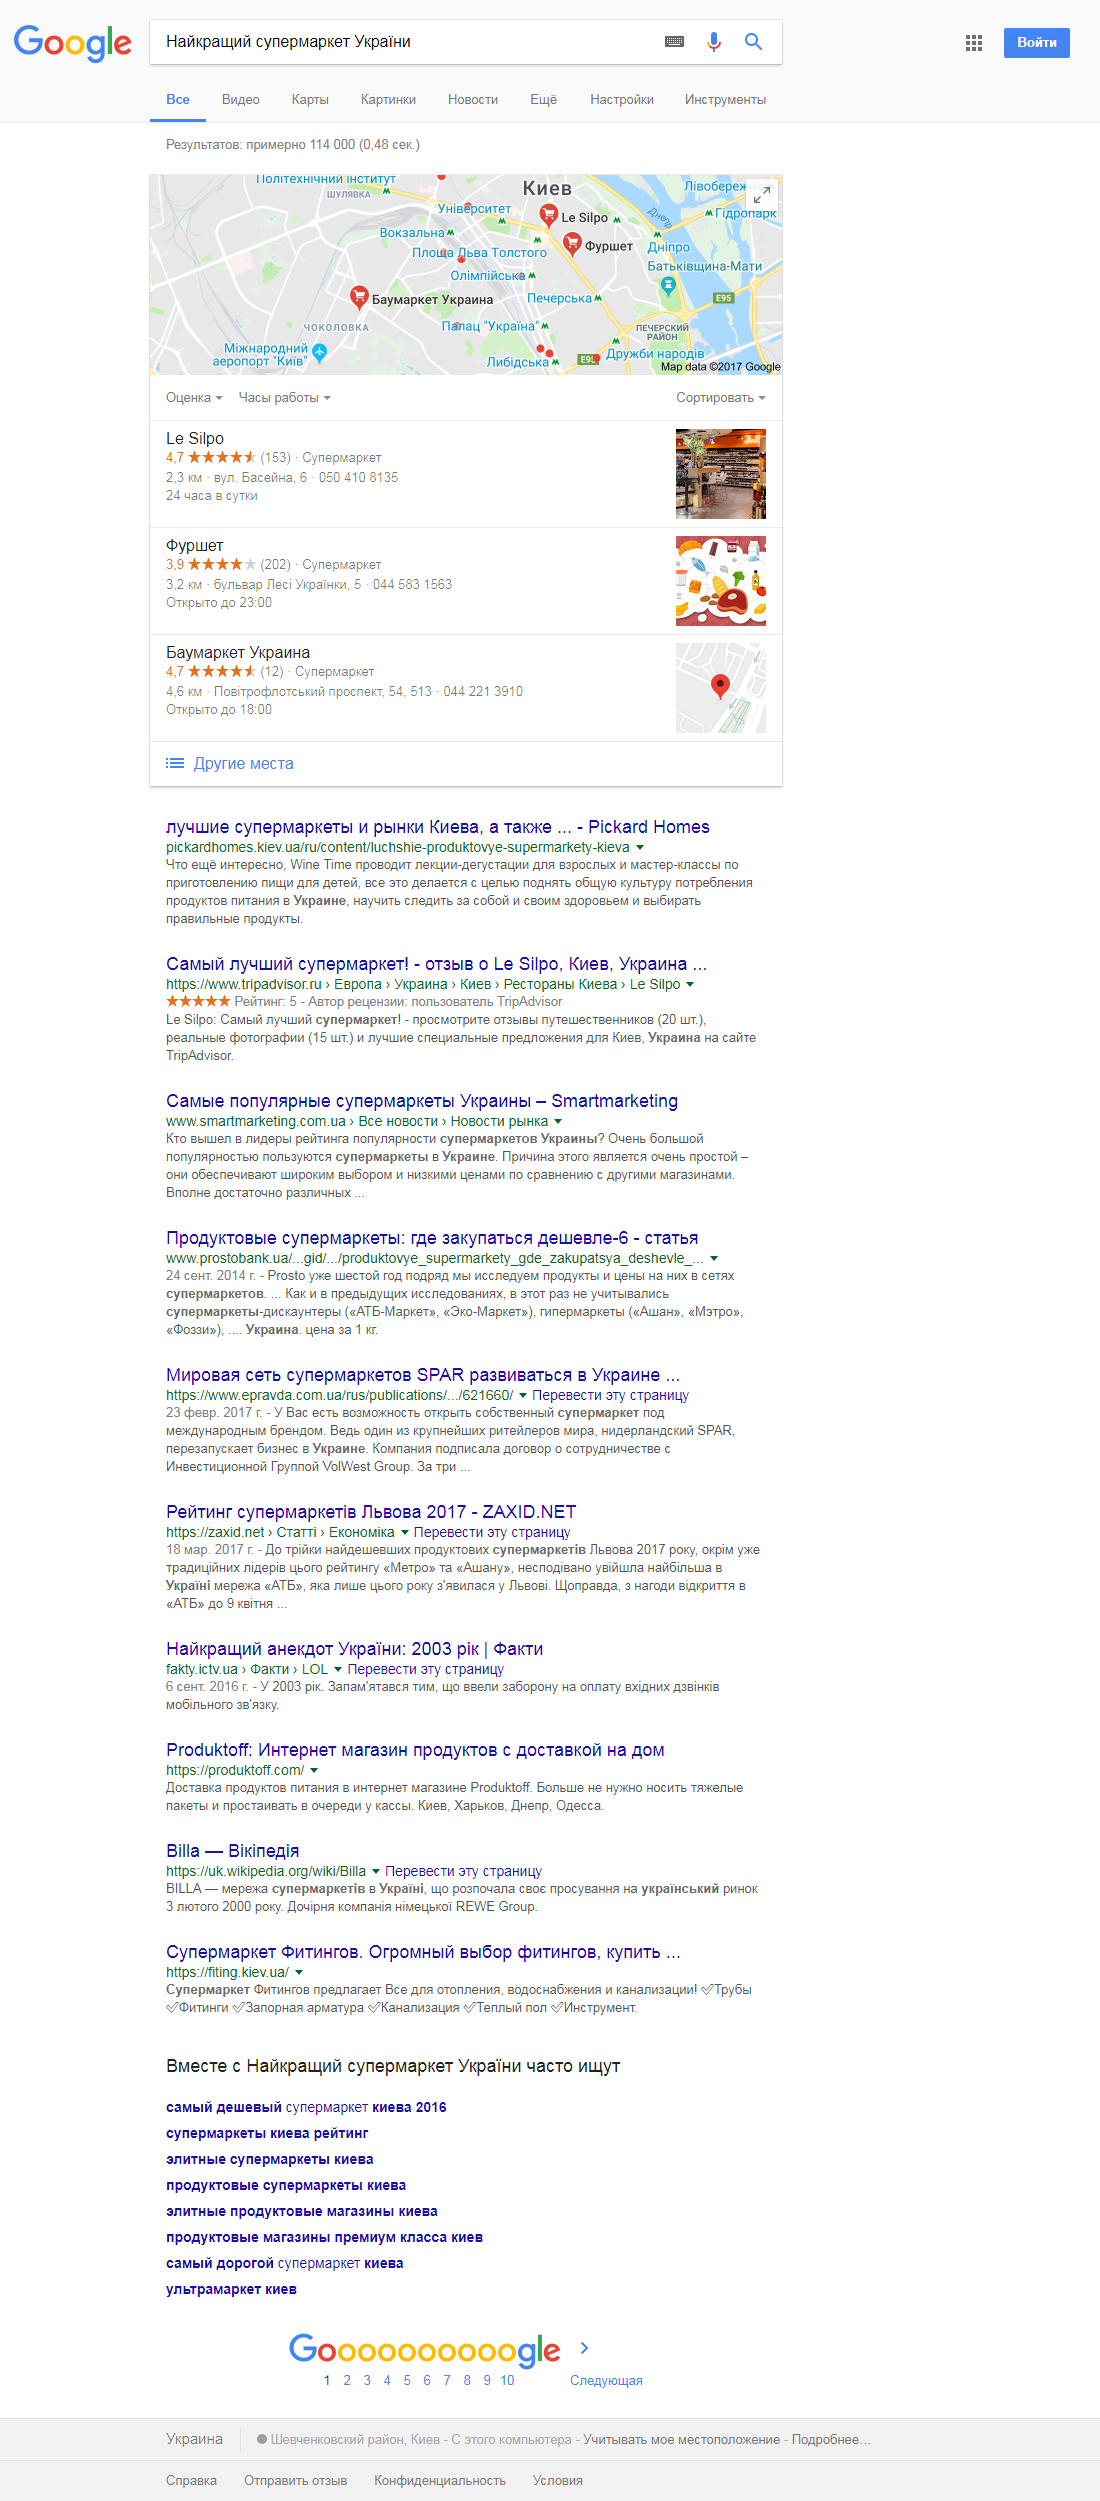 Google
Найкращий супермаркет України
Войти
Все Видео Карты Картинки Новости Ещё Настройки Инструменты
Результатов: примерно 114 000 (0,48 сек.)
Політехнічний інститут
ШУЛЯВКА
Киев
Лівобережна
Університет
Le Silpo
Гідропарк
Вокзальна
Днепр
Площа Льва Толстого
Фуршет
Дніпро
Олімпійська
Батьківщина-Мати
Баумаркет Украина
Печерська
E95
ЧОКОЛОВКА
Палац "Україна"
ПЕЧЕРСКИЙ РАЙОН
Міжнародний аеропорт "Київ"
Либідська
E95
Дружби народів
Map data ©2017 Google
Оценка Часы работы Сортировать
Le Silpo
4,7 (153) · Супермаркет
2,3 км · вул. Басейна, 6 · 050 410 8135
24 часа в сутки
Фуршет
3,9 (202) · Супермаркет
3,2 км · бульвар Лесі Українки, 5 · 044 583 1563
Открыто до 23:00
Баумаркет Украина
4,7 (12) · Супермаркет
4,6 км · Повітрофлотський проспект, 54, 513 · 044 221 3910
Открыто до 18:00
Другие места
лучшие супермаркеты и рынки Киева, а также ... - Pickard Homes
pickardhomes.kiev.ua/ru/content/luchshie-produktovye-supermarkety-kieva
Что ещё интересно, Wine Time проводит лекции-дегустации для взрослых и мастер-классы по
приготовлению пищи для детей, все это делается с целью поднять общую культуру потребления
продуктов питания в Украине, научить следить за собой и своим здоровьем и выбирать
правильные продукты.
Самый лучший супермаркет! - отзыв о Le Silpo, Киев, Украина ...
https://www.tripadvisor.ru › Европа › Украина › Киев › Рестораны Киева › Le Silpo
Рейтинг: 5 - Автор рецензии: пользователь TripAdvisor
Le Silpo: Самый лучший супермаркет! - просмотрите отзывы путешественников (20 шт.),
реальные фотографии (15 шт.) и лучшие специальные предложения для Киев, Украина на сайте
TripAdvisor.
Самые популярные супермаркеты Украины – Smartmarketing
www.smartmarketing.com.ua › Все новости › Новости рынка
Кто вышел в лидеры рейтинга популярности супермаркетов Украины? Очень большой
популярностью пользуются супермаркеты в Украине. Причина этого является очень простой –
они обеспечивают широким выбором и низкими ценами по сравнению с другими магазинами.
Вполне достаточно различных ...
Продуктовые супермаркеты: где закупаться дешевле-6 - статья
www.prostobank.ua/...gid/.../produktovye_supermarkety_gde_zakupatsya_deshevle_...
24 сент. 2014 г. - Prosto уже шестой год подряд мы исследуем продукты и цены на них в сетях
супермаркетов. ... Как и в предыдущих исследованиях, в этот раз не учитывались
супермаркеты-дискаунтеры («АТБ-Маркет», «Эко-Маркет»), гипермаркеты («Ашан», «Мэтро»,
«Фоззи»), .... Украина. цена за 1 кг.
Мировая сеть супермаркетов SPAR развиваться в Украине ...
https://www.epravda.com.ua/rus/publications/.../621660/ Перевести эту страницу
23 февр. 2017 г. - У Вас есть возможность открыть собственный супермаркет под
международным брендом. Ведь один из крупнейших ритейлеров мира, нидерландский SPAR,
перезапускает бизнес в Украине. Компания подписала договор о сотрудничестве с
Инвестиционной Группой VolWest Group. За три ...
Рейтинг супермаркетів Львова 2017 - ZAXID.NET
https://zaxid.net › Статті › Економіка Перевести эту страницу
18 мар. 2017 г. - До трійки найдешевших продуктових супермаркетів Львова 2017 року, окрім уже
традиційних лідерів цього рейтингу «Метро» та «Ашану», несподівано увійшла найбільша в
Україні мережа «АТБ», яка лише цього року з'явилася у Львові. Щоправда, з нагоди відкриття в
«АТБ» до 9 квітня ...
Найкращий анекдот України: 2003 рік | Факти
fakty.ictv.ua › Факти › LOL Перевести эту страницу
6 сент. 2016 г. - У 2003 рік. Запам'ятався тим, що ввели заборону на оплату вхідних дзвінків
мобільного зв'язку.
Produktoff: Интернет магазин продуктов с доставкой на дом
https://produktoff.com/
Доставка продуктов питания в интернет магазине Produktoff. Больше не нужно носить тяжелые
пакеты и простаивать в очереди у кассы. Киев, Харьков, Днепр, Одесса.
Billa — Вікіпедія
https://uk.wikipedia.org/wiki/Billa Перевести эту страницу
BILLA — мережа супермаркетів в Україні, що розпочала своє просування на український ринок
3 лютого 2000 року. Дочірня компанія німецької REWE Group.
Супермаркет Фитингов. Огромный выбор фитингов, купить ...
https://fiting.kiev.ua/
Супермаркет Фитингов предлагает Все для отопления, водоснабжения и канализации! ✅Трубы
✅Фитинги ✅Запорная арматура ✅Канализация ✅Теплый пол ✅Инструмент.
Вместе с Найкращий супермаркет України часто ищут
самый дешевый супермаркет киева 2016
супермаркеты киева рейтинг
элитные супермаркеты киева
продуктовые супермаркеты киева
элитные продуктовые магазины киева
продуктовые магазины премиум класса киев
самый дорогой супермаркет киева
ультрамаркет киев
Goooooooooogle
1 2 3 4 5 6 7 8 9 10 Следующая
Украина Шевченковский район, Киев - С этого компьютера - Учитывать мое местоположение - Подробнее…
Справка Отправить отзыв Конфиденциальность Условия